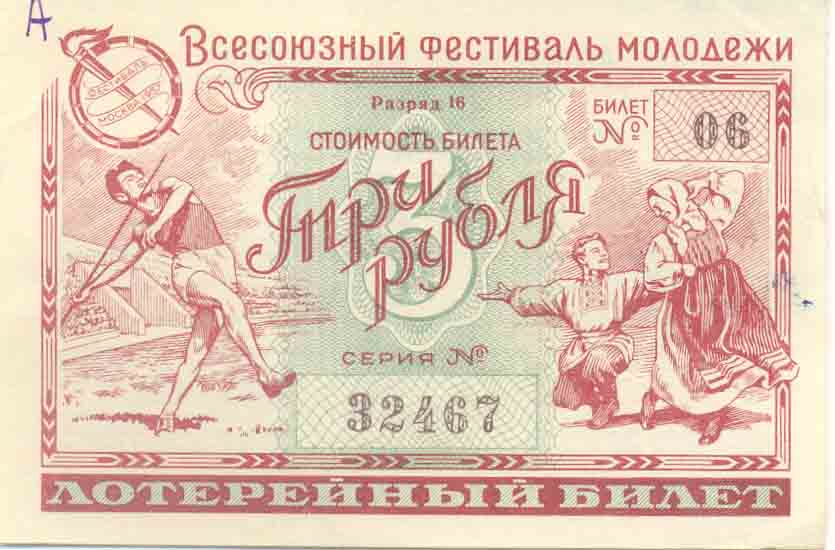 А
Всесоюзный фестиваль молодежи
ФЕСТИВАЛЬ
МОСКВА 1957
Разряд 16
СТОИМОСТЬ БИЛЕТА
3
Три рубля
БИЛЕТ
№ 06
СЕРИЯ №
32467
ЛОТЕРЕЙНЫЙ БИЛЕТ